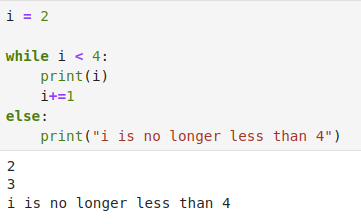 i = 2

while i < 4:
    print(i)
    i+=1
else:
    print("i is no longer less than 4")
2
3
i is no longer less than 4